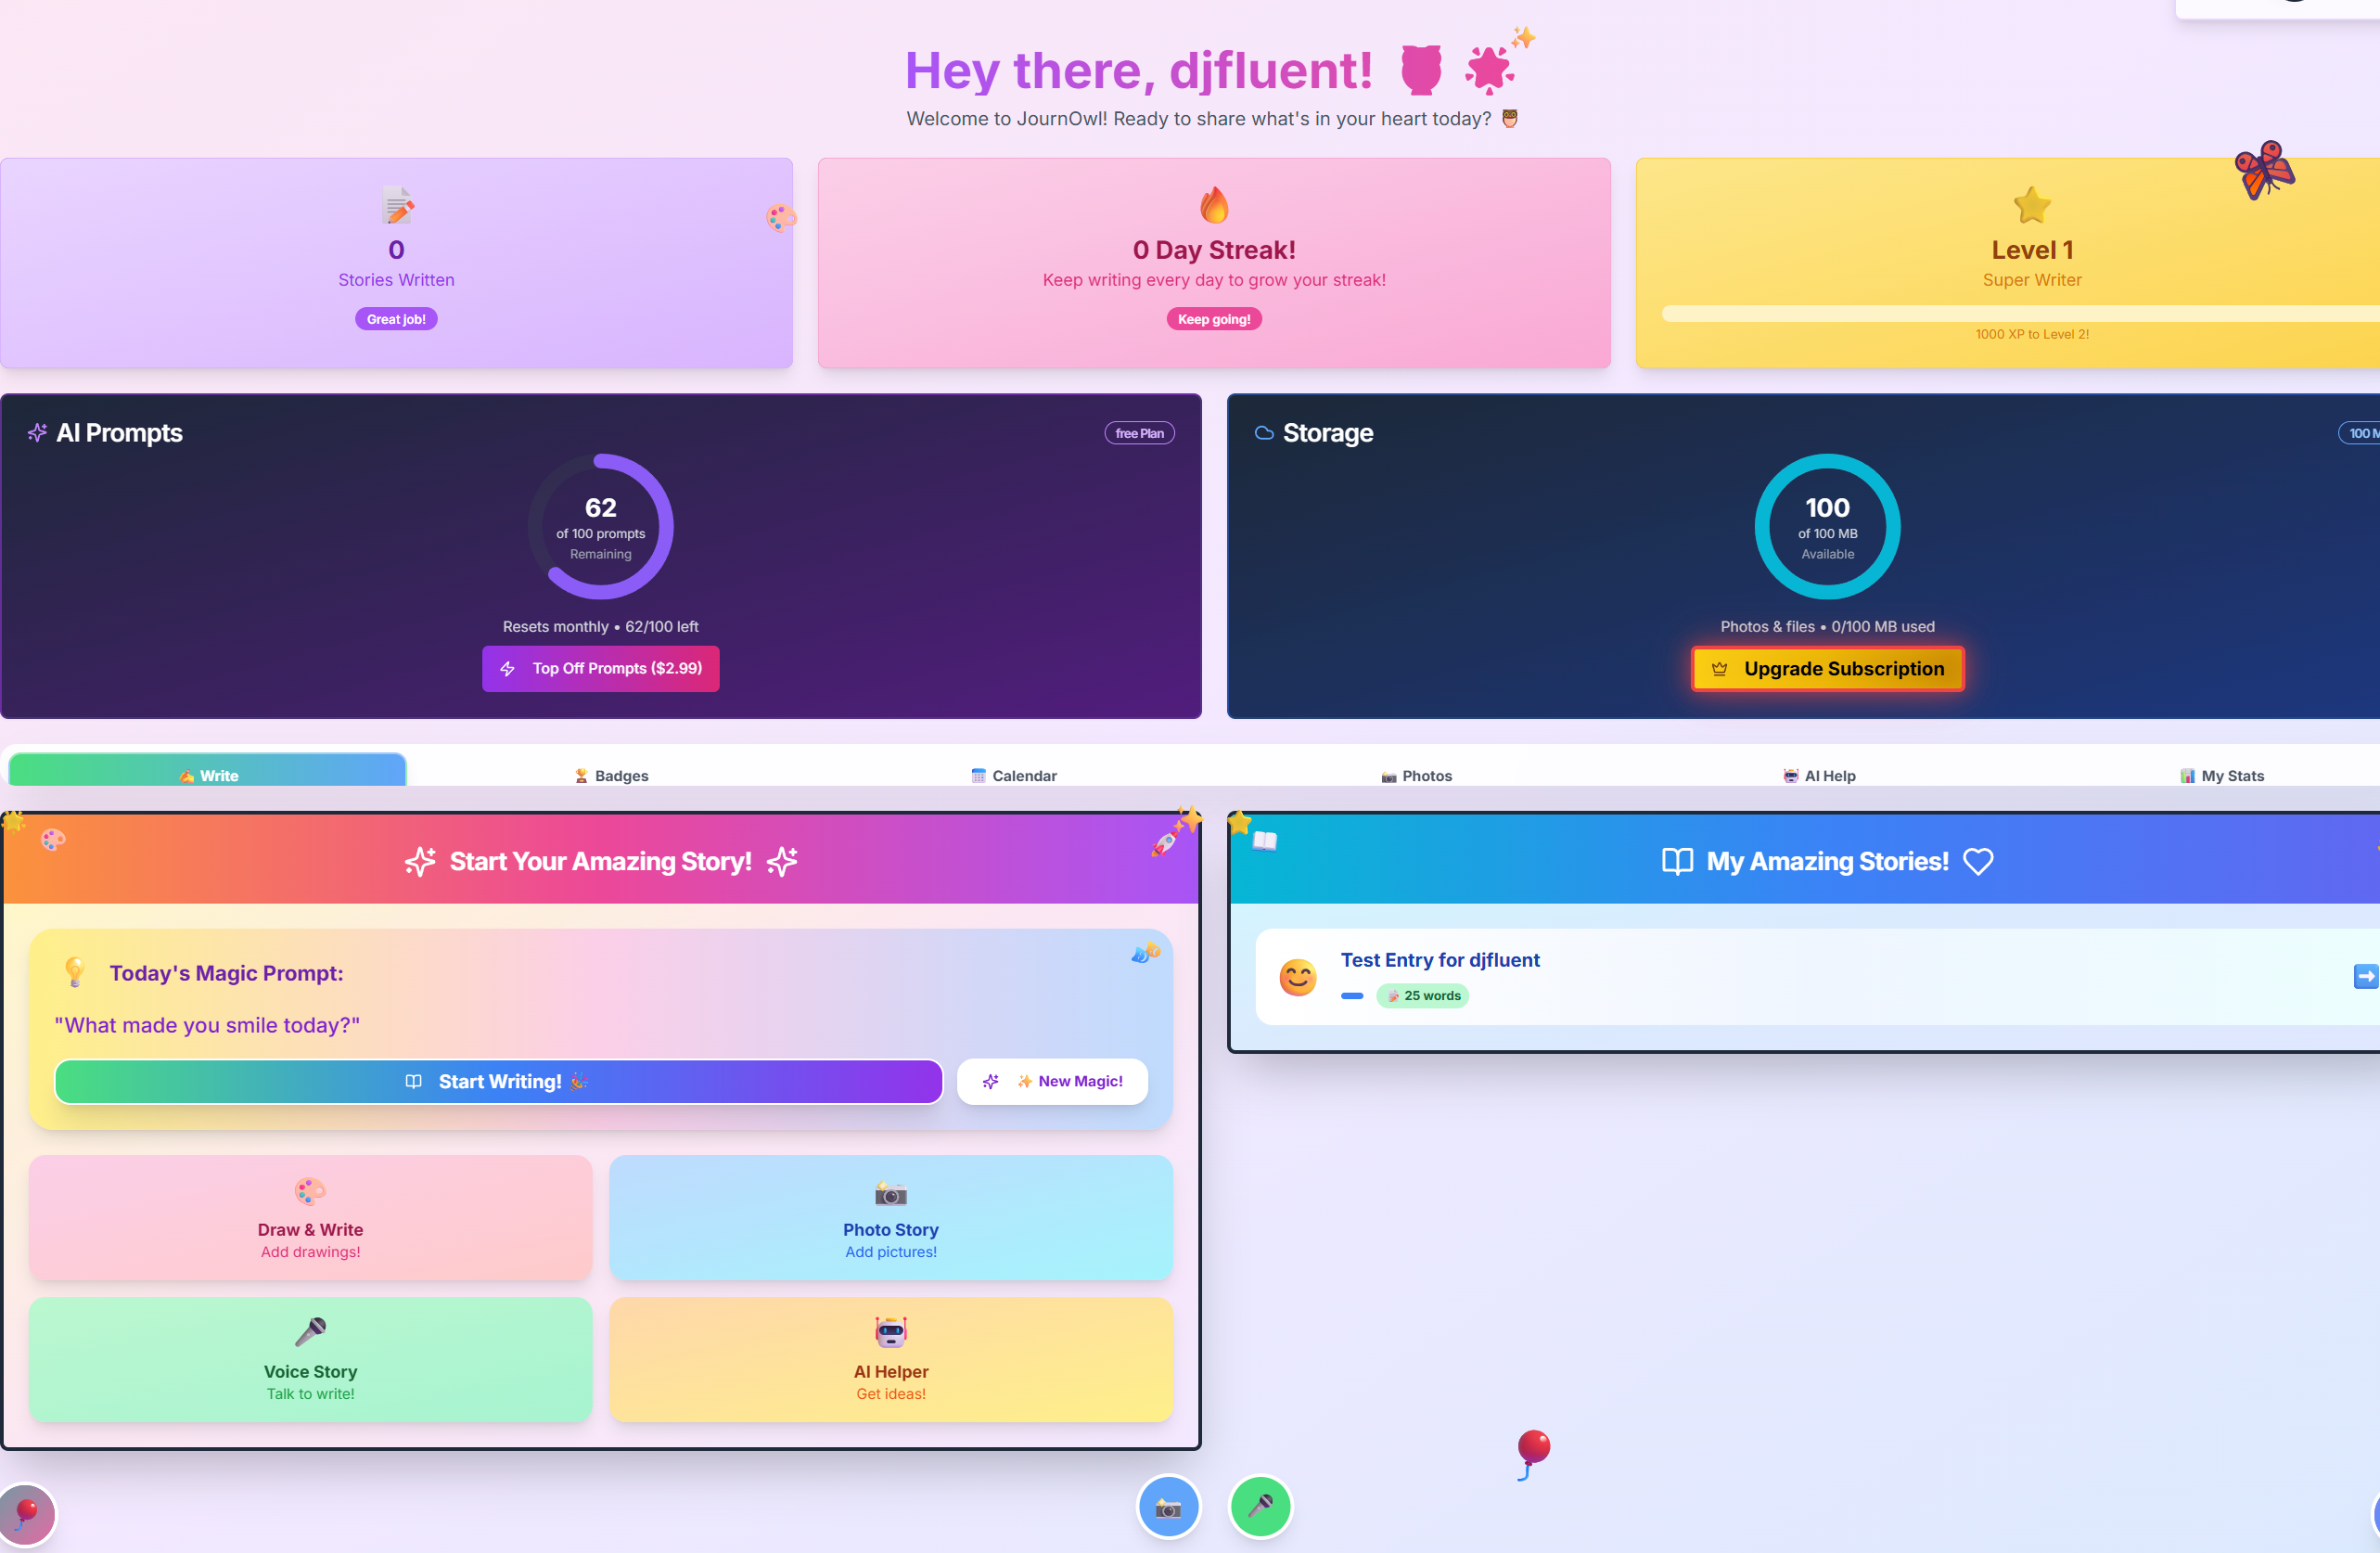 Hey there, djfluent!
Welcome to JournOwl! Ready to share what's in your heart today?
0
Stories Written
Great job!
0 Day Streak!
Keep writing every day to grow your streak!
Keep going!
Level 1
Super Writer
1000 XP to Level 2!
AI Prompts
free Plan
62
of 100 prompts
Remaining
Resets monthly • 62/100 left
Top Off Prompts ($2.99)
Storage
100 M
100
of 100 MB
Available
Photos & files • 0/100 MB used
Upgrade Subscription
Write
Badges
Calendar
Photos
AI Help
My Stats
Start Your Amazing Story!
Today's Magic Prompt:
"What made you smile today?"
Start Writing!
New Magic!
Draw & Write
Add drawings!
Photo Story
Add pictures!
Voice Story
Talk to write!
AI Helper
Get ideas!
My Amazing Stories!
Test Entry for djfluent
25 words